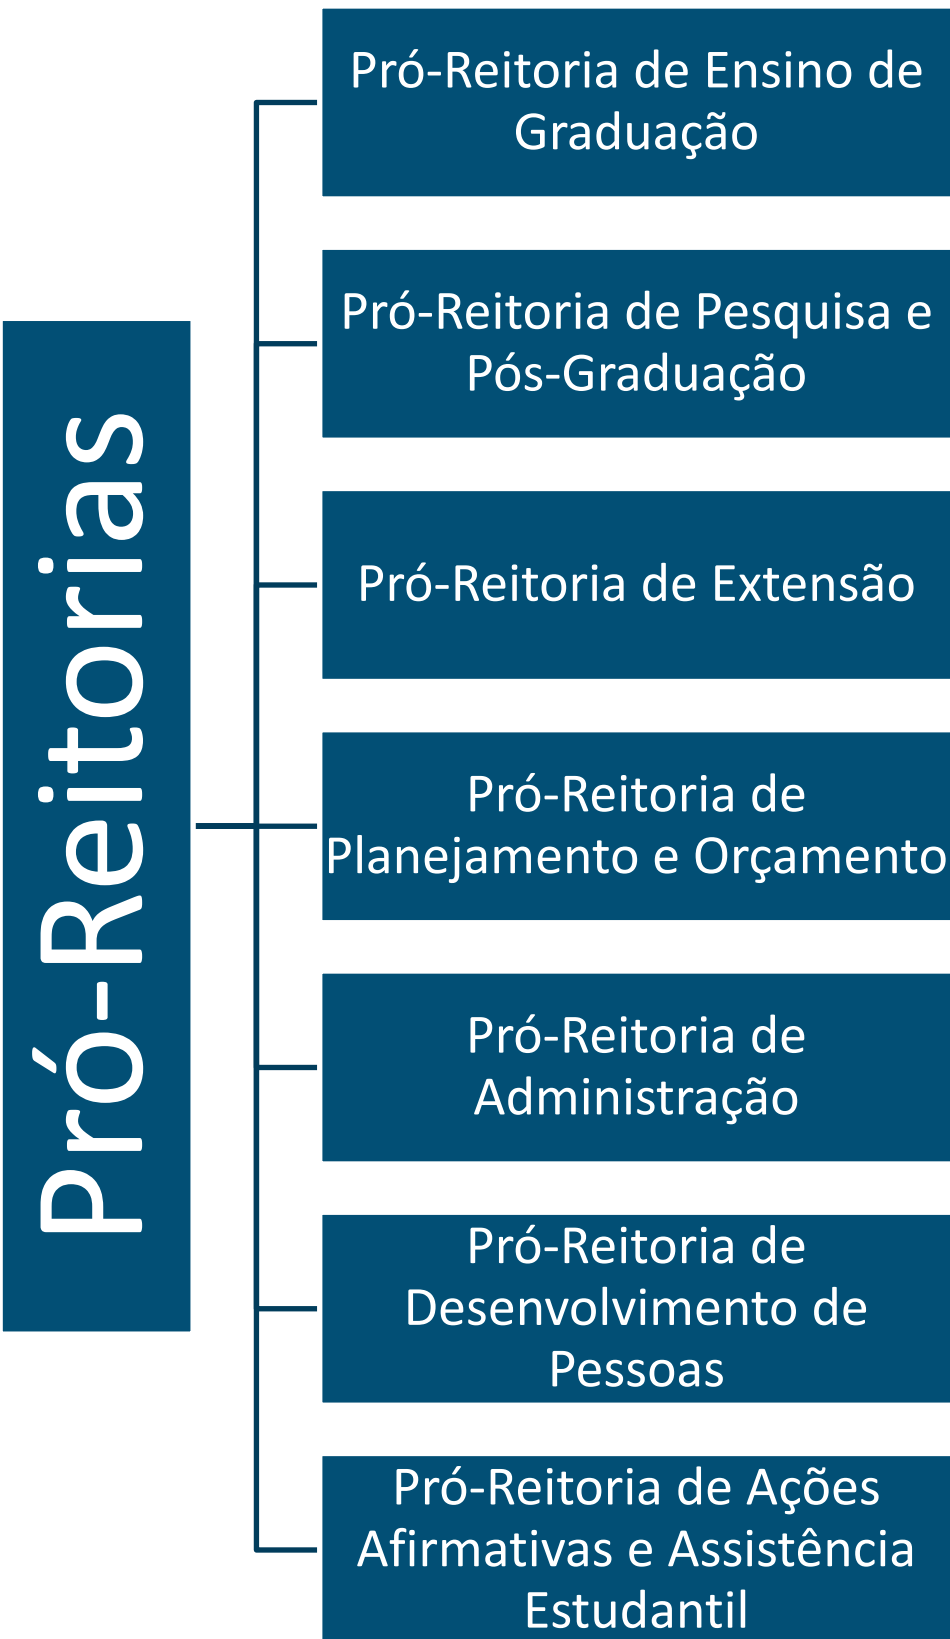 Pró-Reitorias
Pró-Reitoria de Ensino de
Graduação
Pró-Reitoria de Pesquisa e
Pós-Graduação
Pró-Reitoria de Extensão
Pró-Reitoria de
Planejamento e Orçamento
Pró-Reitoria de
Administração
Pró-Reitoria de
Desenvolvimento de
Pessoas
Pró-Reitoria de Ações
Afirmativas e Assistência
Estudantil